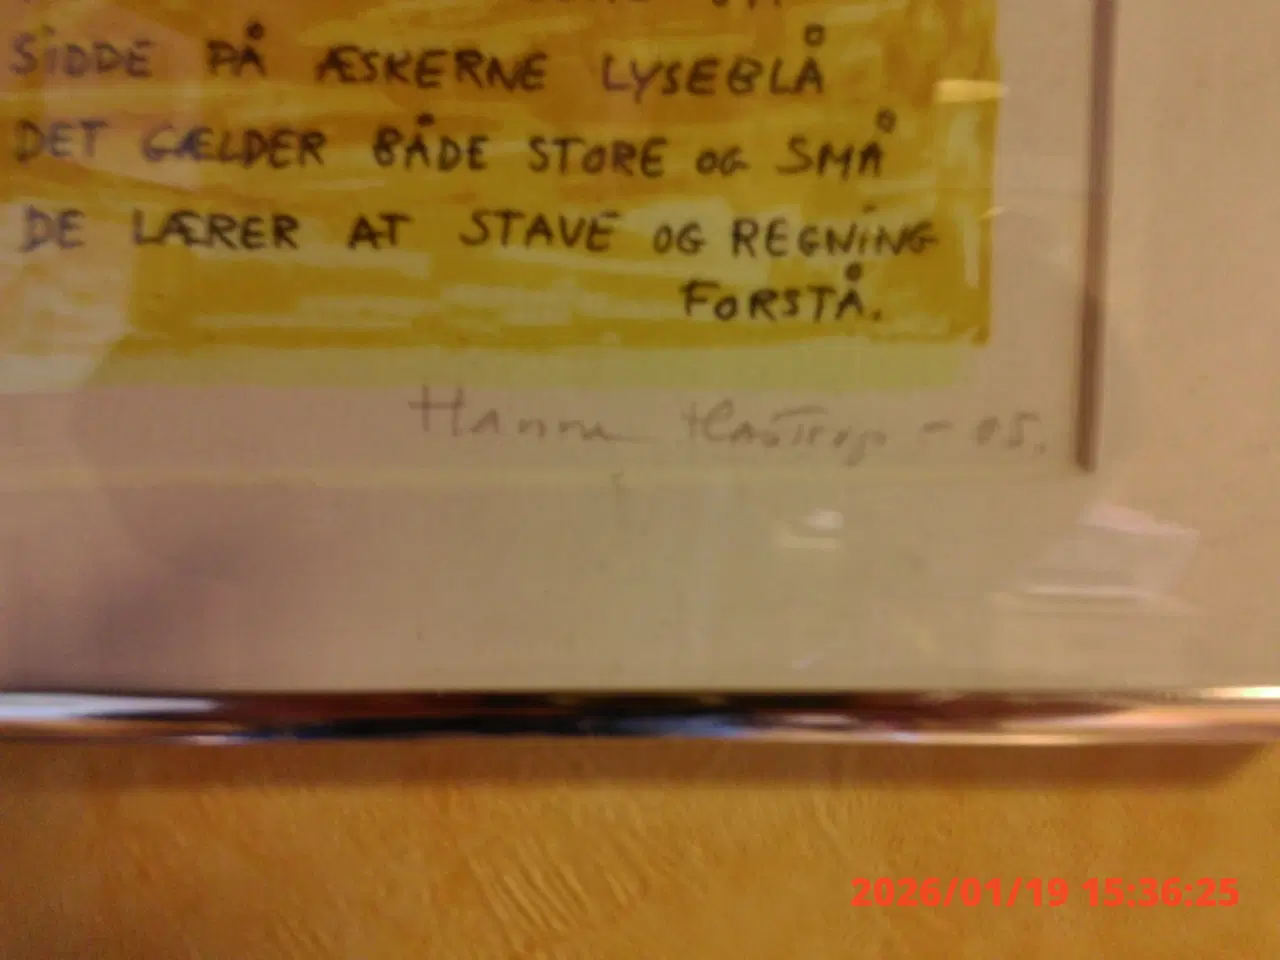 SIDDE PÅ ÆSKERNE LYSEBLÅ
DET GÆLDER BÅDE STORE OG SMÅ
DE LÆRER AT STAVE OG REGNING
FORSTÅ.
Hanne Hastrup - 05.
2026/01/19 15:36:25